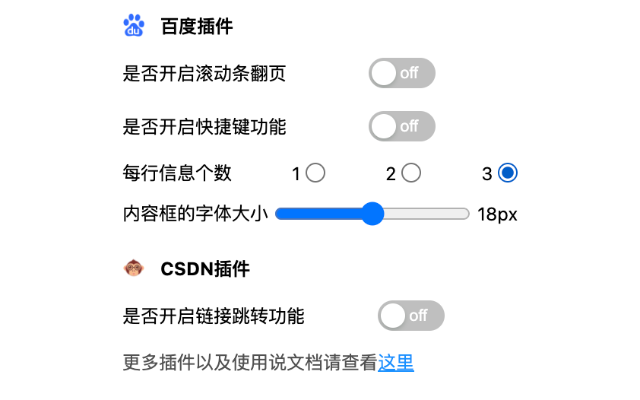 du 百度插件
是否开启滚动条翻页 off
是否开启快捷键功能 off
每行信息个数 1 2 3
内容框的字体大小 18px
CSDN插件
是否开启链接跳转功能 off
更多插件以及使用说文档请查看这里